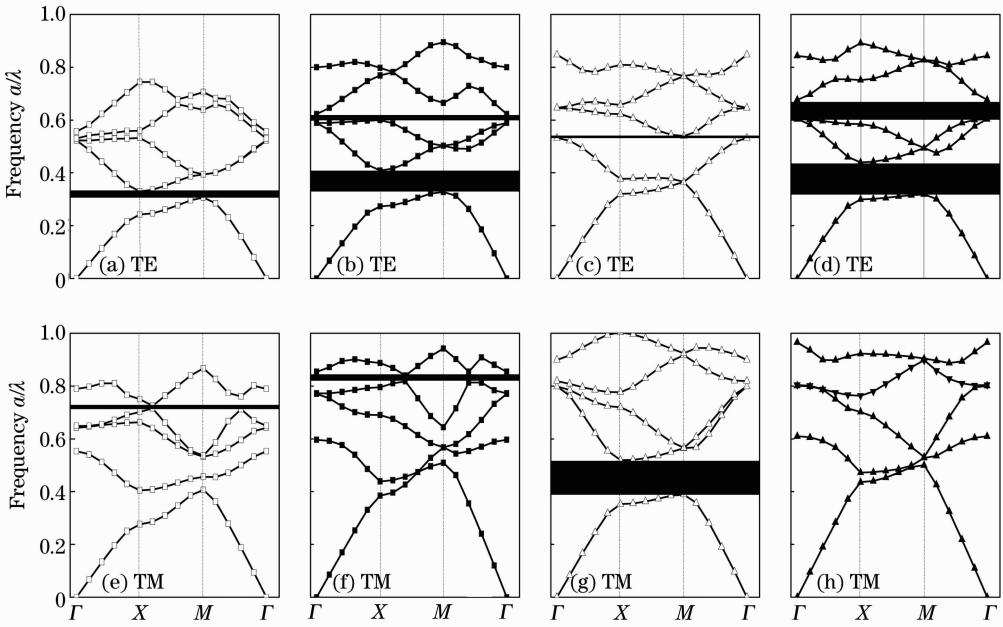 1.0
0.8
0.6
0.4
0.2
0
Frequency a/λ
(a) TE
(b) TE
(c) TE
(d) TE
1.0
0.8
0.6
0.4
0.2
0
Frequency a/λ
(e) TM
(f) TM
(g) TM
(h) TM
Γ X M Γ Γ X M Γ Γ X M Γ Γ X M Γ